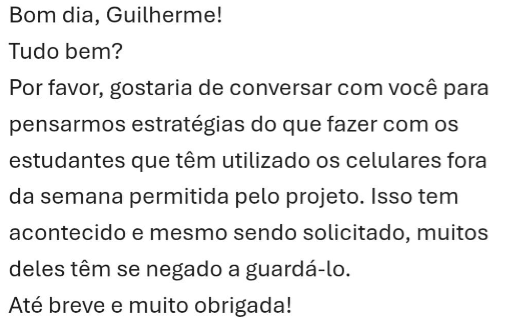 Bom dia, Guilherme!
Tudo bem?
Por favor, gostaria de conversar com você para
pensarmos estratégias do que fazer com os
estudantes que têm utilizado os celulares fora
da semana permitida pelo projeto. Isso tem
acontecido e mesmo sendo solicitado, muitos
deles têm se negado a guardá-lo.
Até breve e muito obrigada!